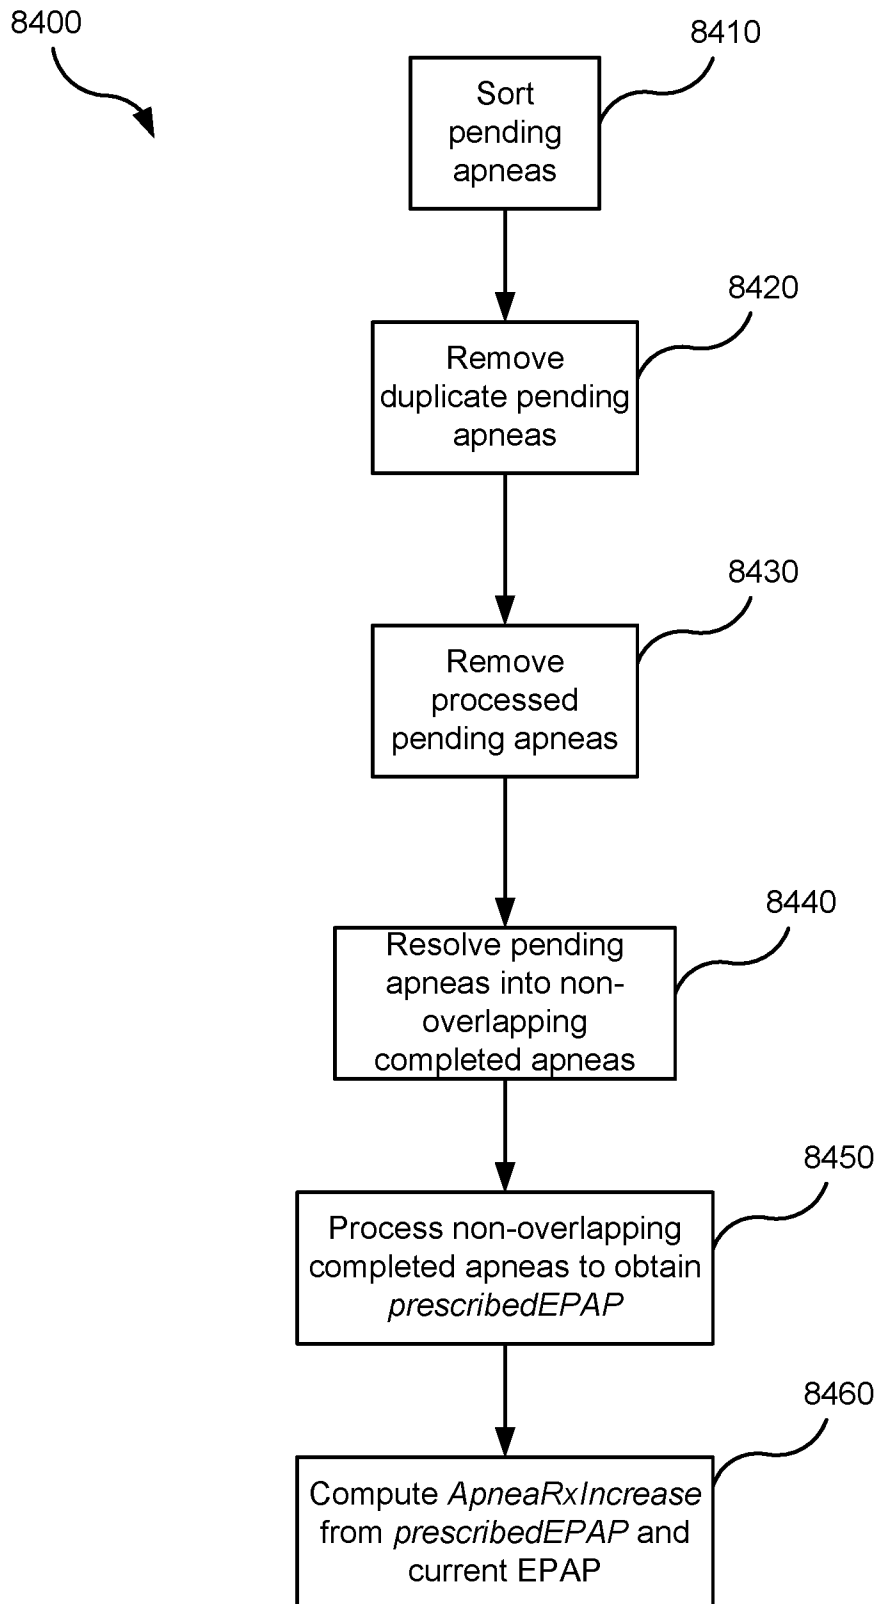 8400
8410
Sort
pending
apneas
8420
Remove
duplicate pending
apneas
8430
Remove
processed
pending apneas
8440
Resolve pending
apneas into non-
overlapping
completed apneas
8450
Process non-overlapping
completed apneas to obtain
prescribedEPAP
8460
Compute ApneaRxIncrease
from prescribedEPAP and
current EPAP